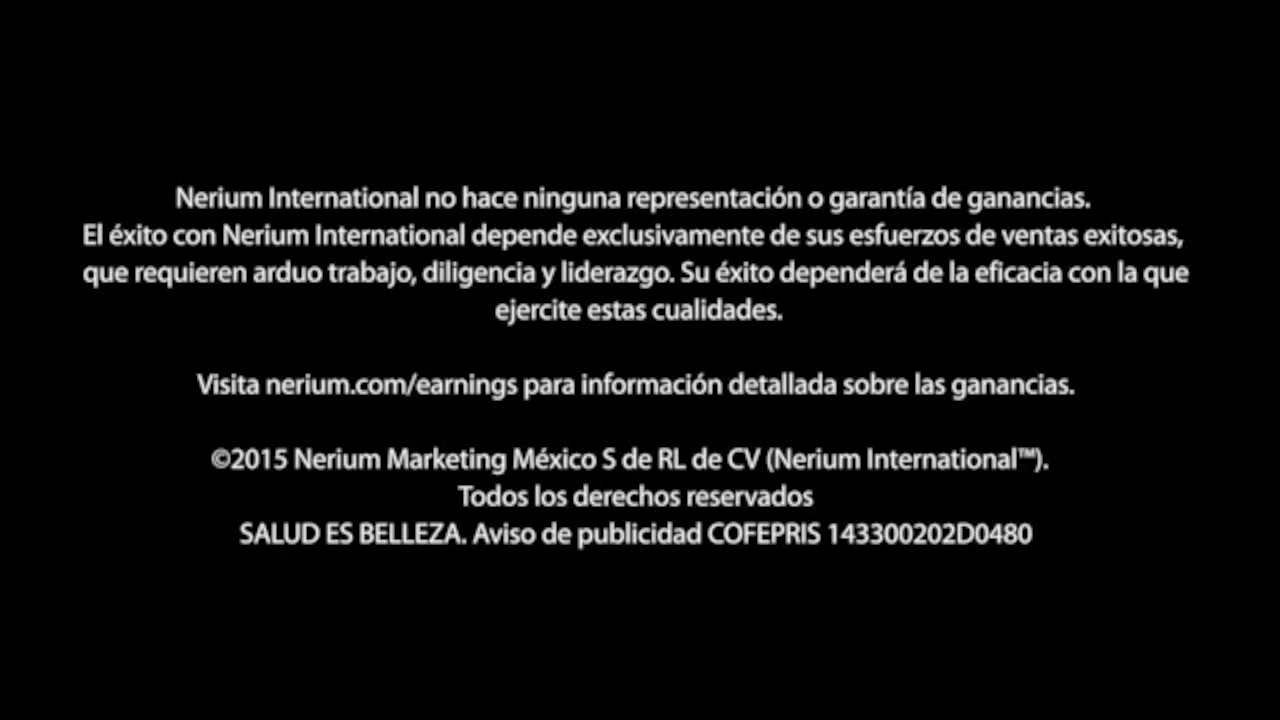 Nerium International no hace ninguna representación o garantía de ganancias.
El éxito con Nerium International depende exclusivamente de sus esfuerzos de ventas exitosas,
que requieren arduo trabajo, diligencia y liderazgo. Su éxito dependerá de la eficacia con la que
ejercite estas cualidades.
Visita nerium.com/earnings para información detallada sobre las ganancias.
©2015 Nerium Marketing México S de RL de CV (Nerium International™).
Todos los derechos reservados
SALUD ES BELLEZA. Aviso de publicidad COFEPRIS 143300202D0480